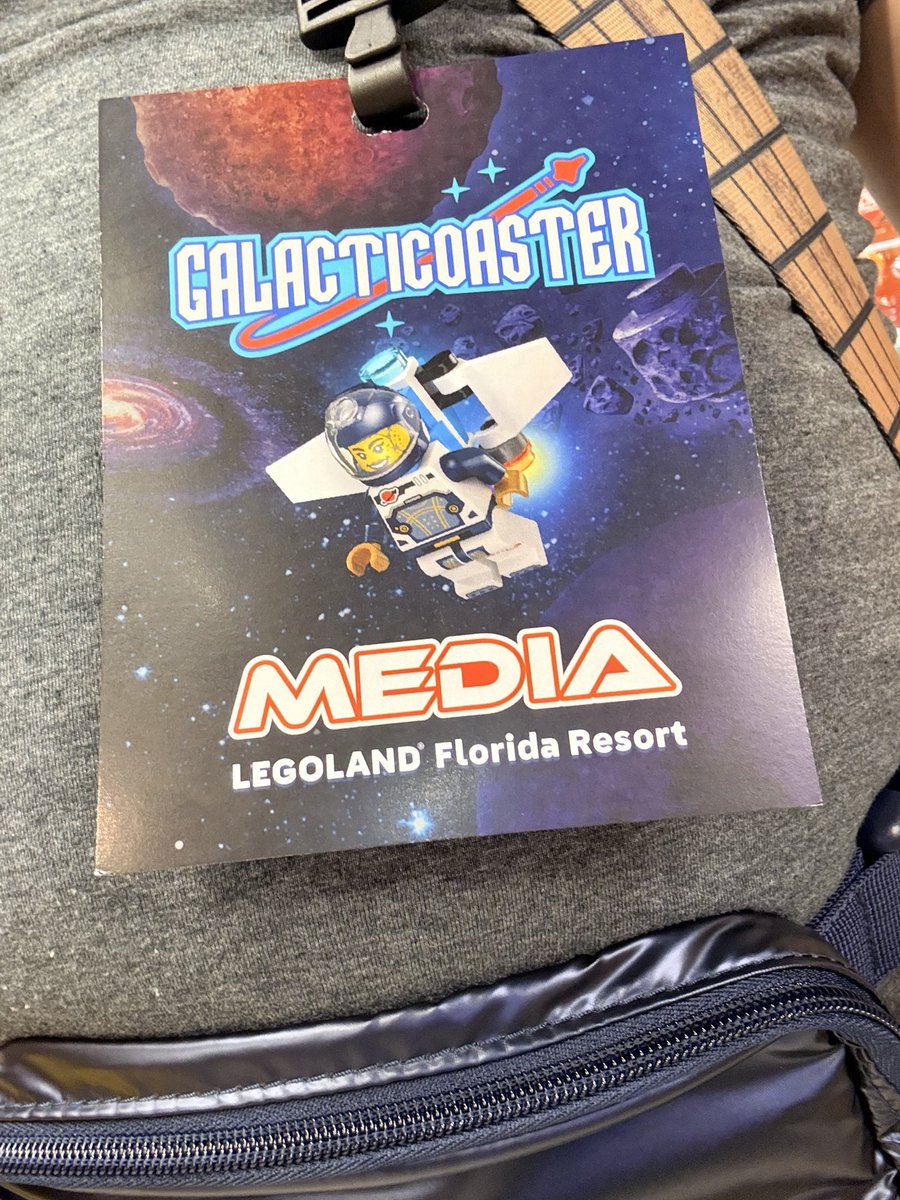 GALACTICOASTER
MEDIA
LEGOLAND® Florida Resort